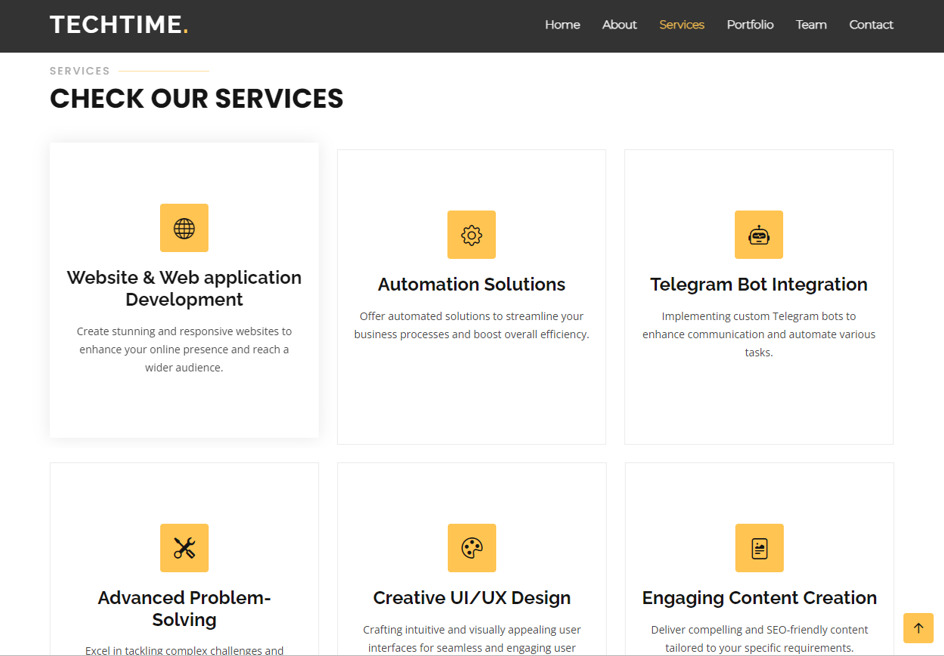 TECHTIME.
Home About Services Portfolio Team Contact
SERVICES
CHECK OUR SERVICES
Website & Web application
Development
Create stunning and responsive websites to
enhance your online presence and reach a
wider audience.
Automation Solutions
Offer automated solutions to streamline your
business processes and boost overall efficiency.
Telegram Bot Integration
Implementing custom Telegram bots to
enhance communication and automate various
tasks.
Advanced Problem-
Solving
Excel in tackling complex challenges and
Creative UI/UX Design
Crafting intuitive and visually appealing user
interfaces for seamless and engaging user
Engaging Content Creation
Deliver compelling and SEO-friendly content
tailored to your specific requirements.